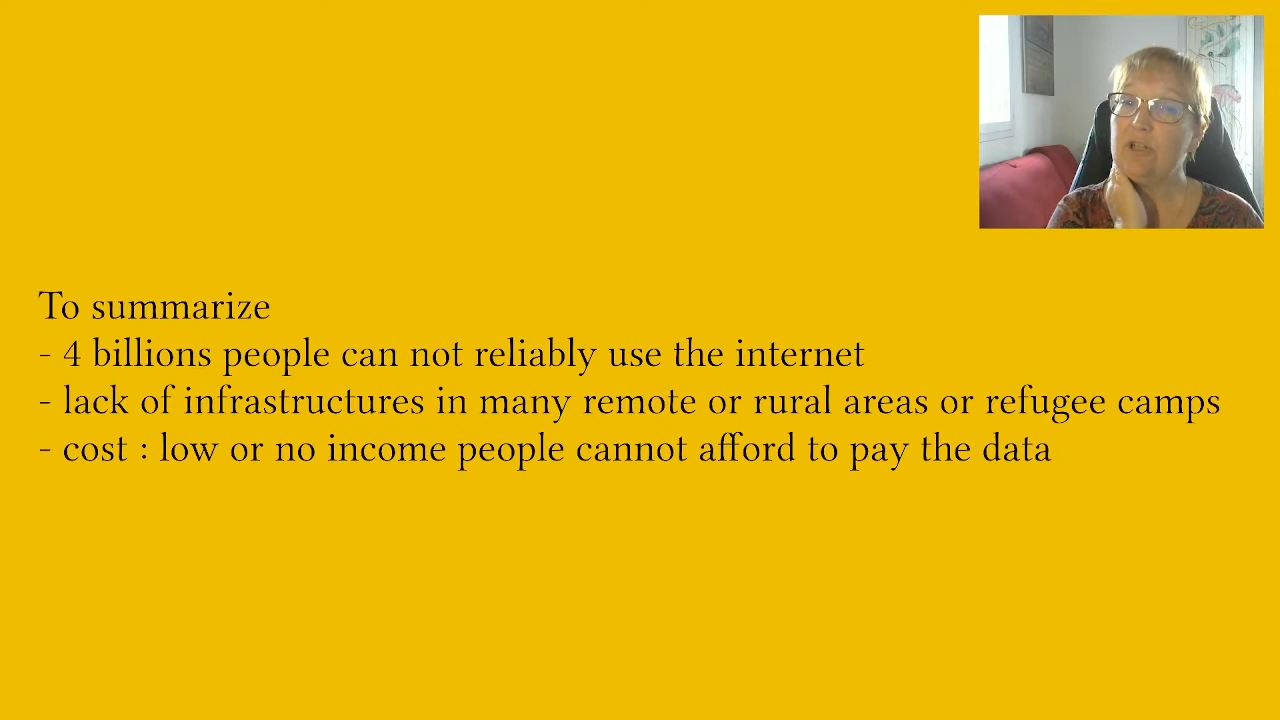 To summarize
- 4 billions people can not reliably use the internet
- lack of infrastructures in many remote or rural areas or refugee camps
- cost : low or no income people cannot afford to pay the data